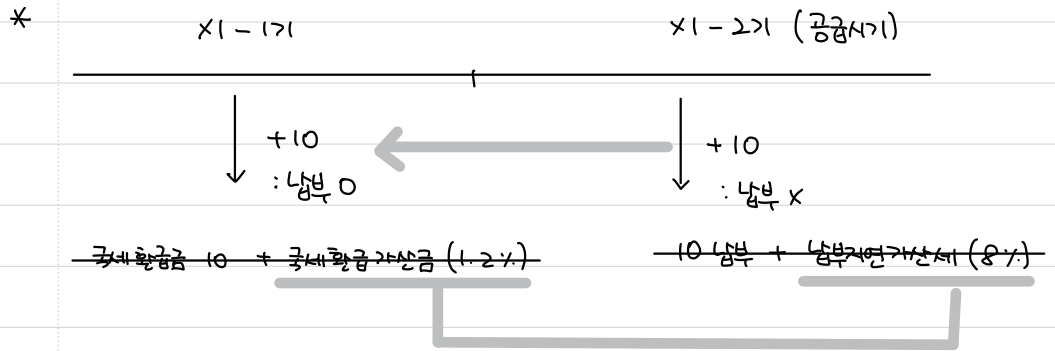 * X1-1기 X1-2기 (공급시기)
+10 +10
: 납부 O : 납부 X
국세환급금 10 + 국세환급가산금 (1.2%) 10 납부 + 납부지연가산세 (8%)